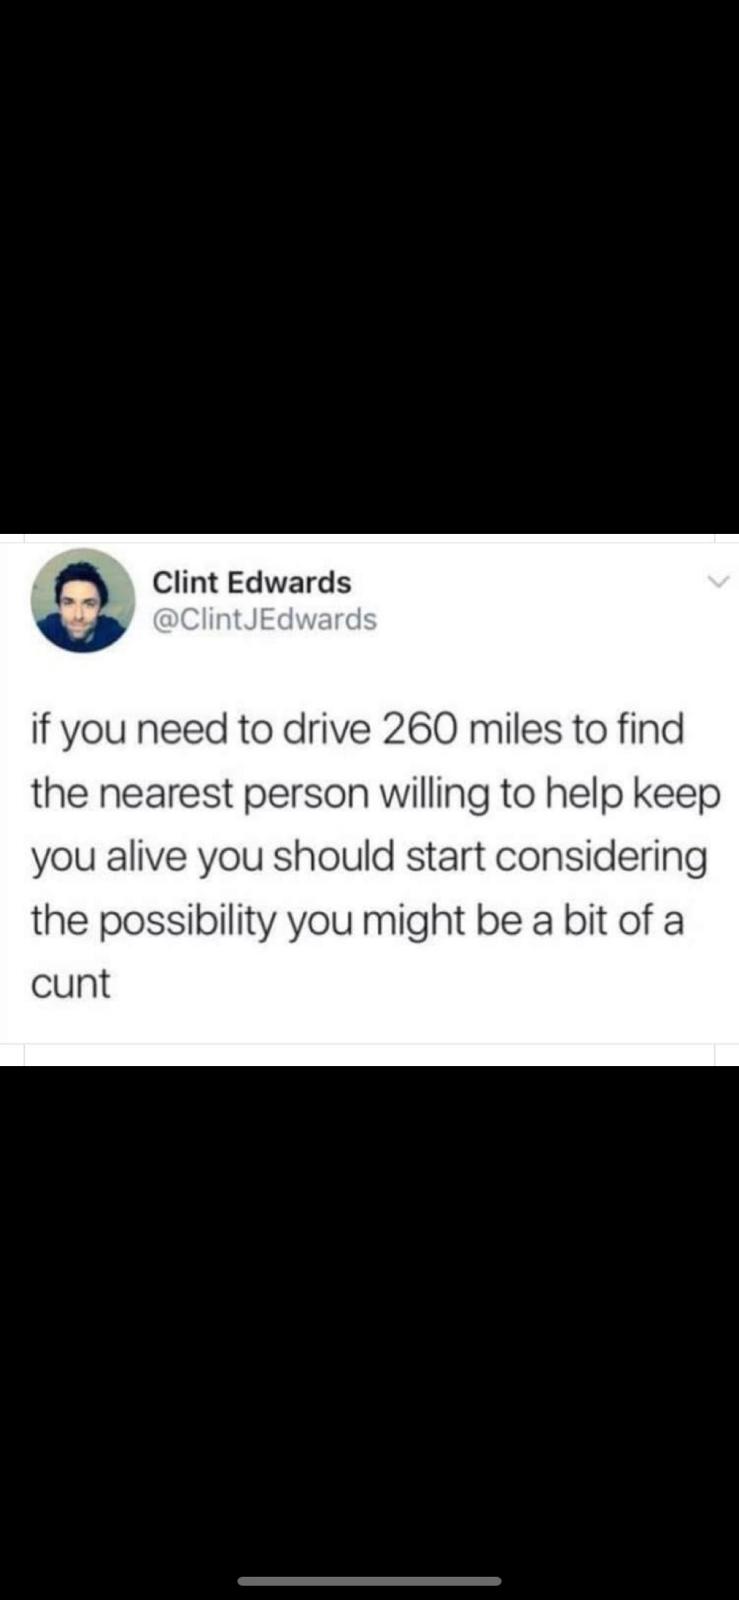 Clint Edwards
@ClintJEdwards
if you need to drive 260 miles to find
the nearest person willing to help keep
you alive you should start considering
the possibility you might be a bit of a
cunt